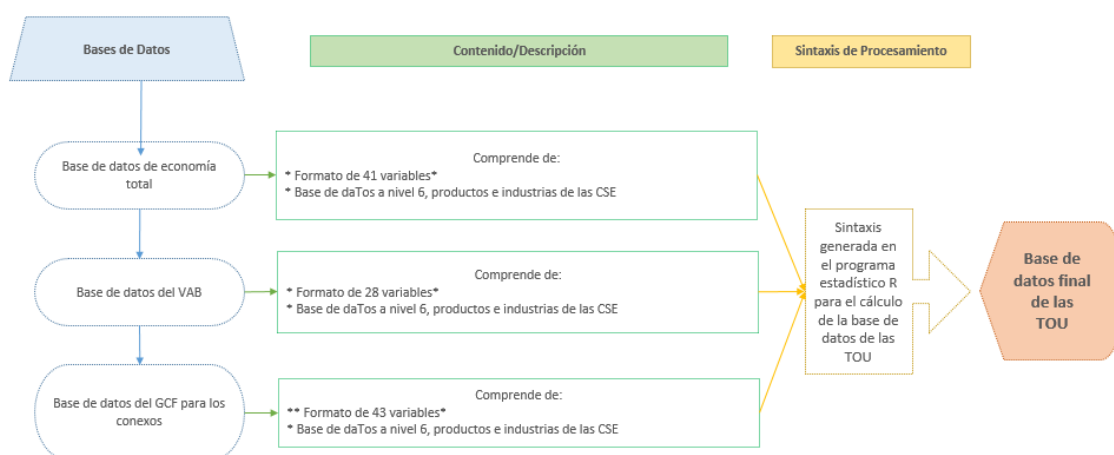 Bases de Datos
Contenido/Descripción
Sintaxis de Procesamiento
Base de datos de economía
total
Comprende de:
* Formato de 41 variables*
* Base de daTos a nivel 6, productos e industrias de las CSE
Base de datos del VAB
Comprende de:
* Formato de 28 variables*
* Base de daTos a nivel 6, productos e industrias de las CSE
Base de datos del GCF para los
conexos
Comprende de:
** Formato de 43 variables*
* Base de daTos a nivel 6, productos e industrias de las CSE
Sintaxis
generada en
el programa
estadístico R
para el cálculo
de la base de
datos de las
TOU
Base de
datos final
de las
TOU